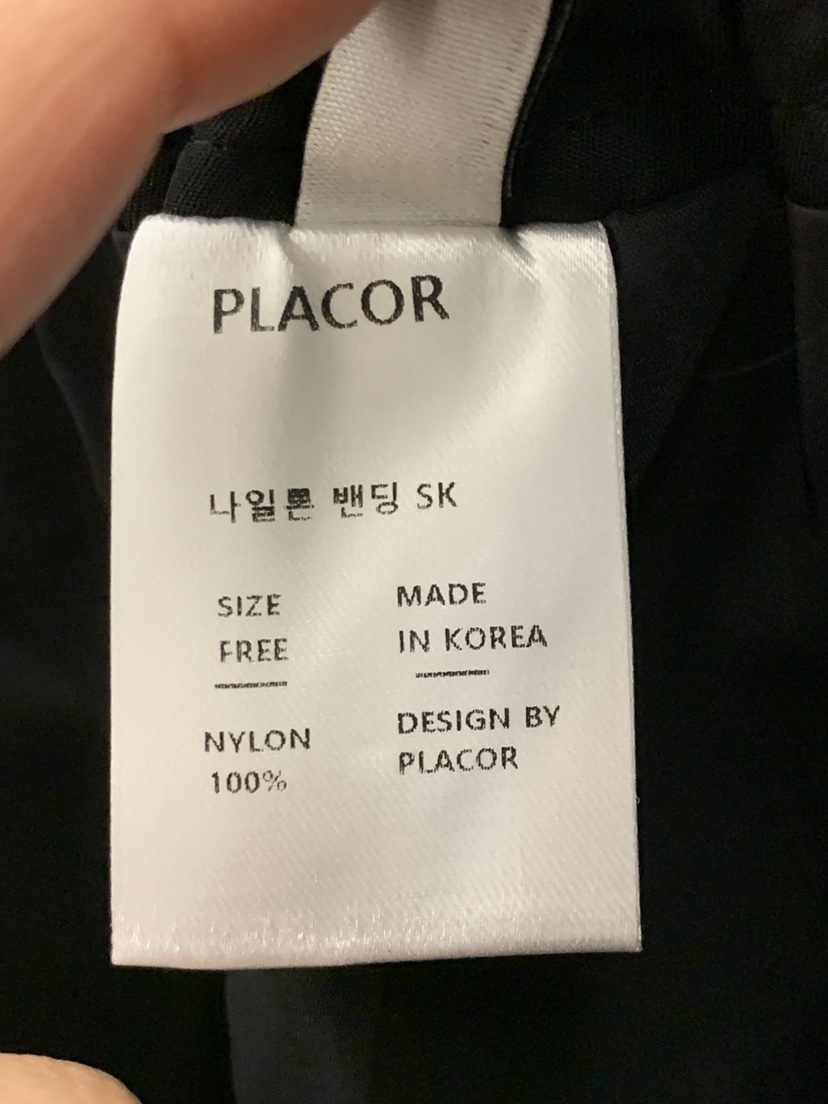 PLACOR
나일론 밴딩 SK
SIZE
FREE
MADE
IN KOREA
NYLON
100%
DESIGN BY
PLACOR